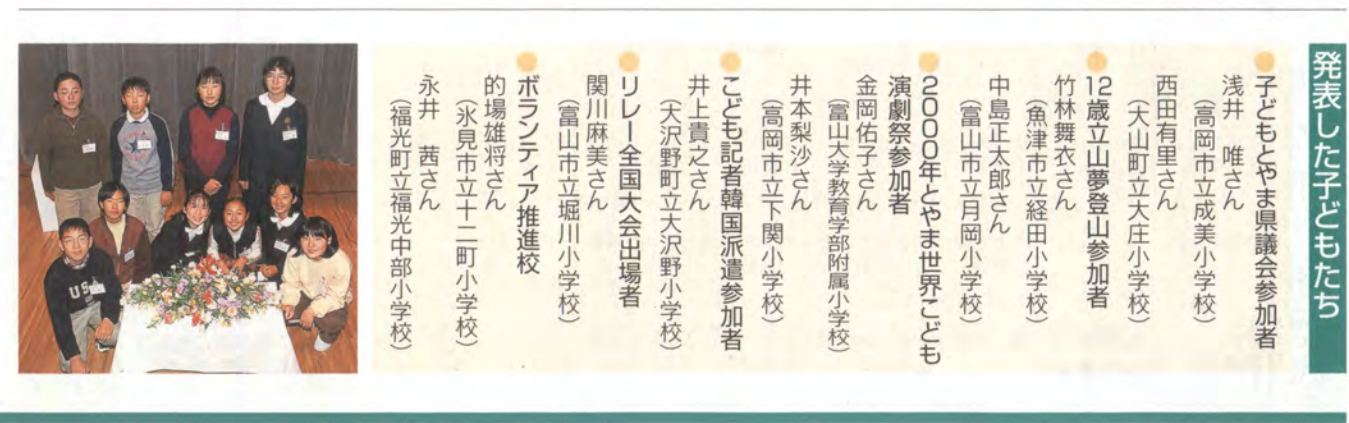 発表した子どもたち
●子どもとやま県議会参加者
浅井 唯さん
(高岡市立成美小学校)
西田有里さん
(大山町立大庄小学校)
●12歳立山夢登山参加者
竹林舞衣さん
(魚津市立経田小学校)
中島正太郎さん
(富山市立月岡小学校)
●2000年とやま世界こども
演劇祭参加者
金岡佑子さん
(富山大学教育学部附属小学校)
井本梨沙さん
(高岡市立下関小学校)
●こども記者韓国派遣参加者
井上貴之さん
(大沢野町立大沢野小学校)
●リレー全国大会出場者
関川麻美さん
(富山市立堀川小学校)
●ボランティア推進校
的場雄将さん
(氷見市立十二町小学校)
永井 茜さん
(福光町立福光中部小学校)
US